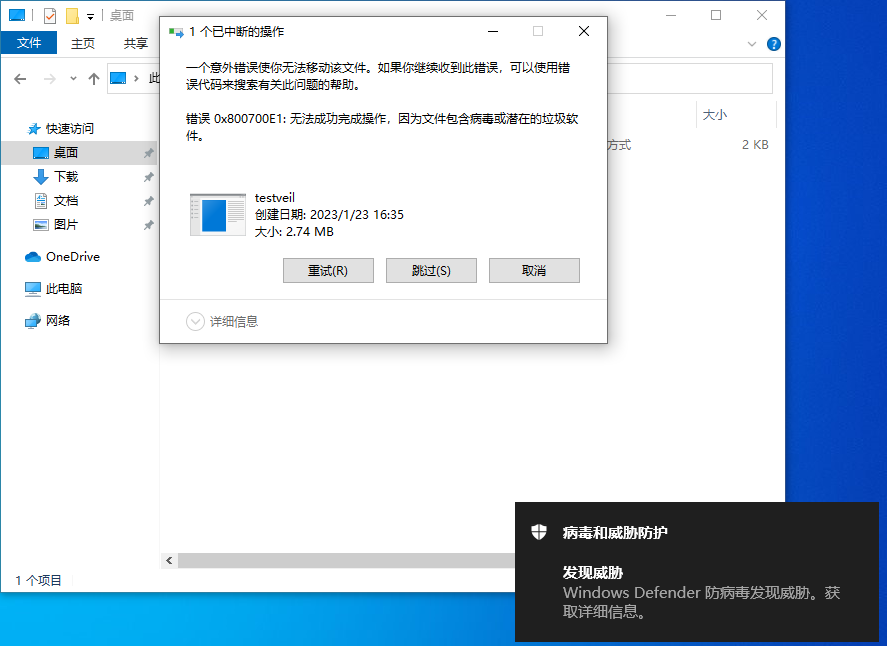 桌面
文件
主页
共享
此
?
快速访问
桌面
下载
文档
图片
OneDrive
此电脑
网络
大小
方式
2 KB
1 个项目
1 个已中断的操作
一个意外错误使你无法移动该文件。如果你继续收到此错误，可以使用错
误代码来搜索有关此问题的帮助。
错误 0x800700E1: 无法成功完成操作，因为文件包含病毒或潜在的垃圾软
件。
testveil
创建日期: 2023/1/23 16:35
大小: 2.74 MB
重试(R)
跳过(S)
取消
详细信息
病毒和威胁防护
发现威胁
Windows Defender 防病毒发现威胁。获
取详细信息。